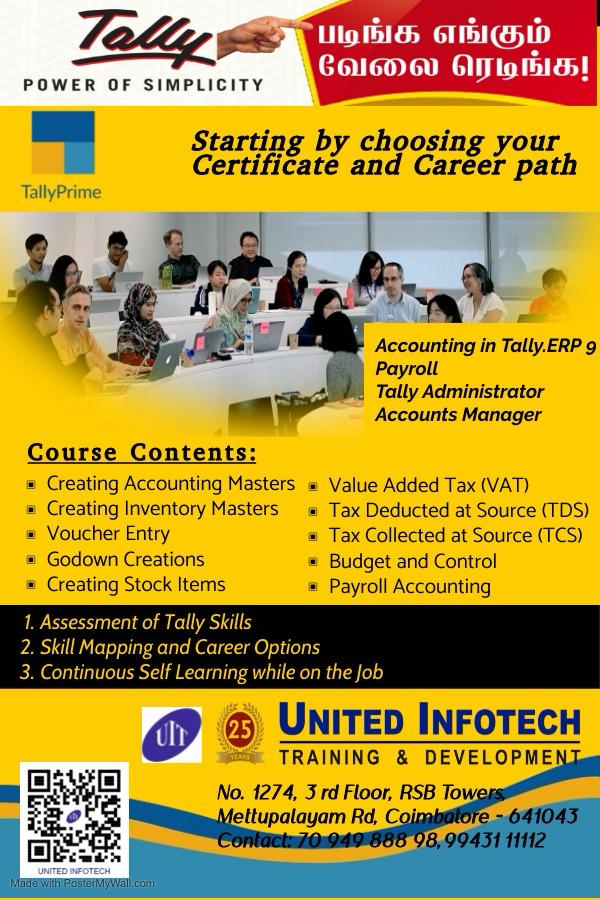 Tally
POWER OF SIMPLICITY
படிங்க எங்கும்
வேலை ரெடிங்க!
TallyPrime
Starting by choosing your
Certificate and Career path
Accounting in Tally.ERP 9
Payroll
Tally Administrator
Accounts Manager
Course Contents:
Creating Accounting Masters
Creating Inventory Masters
Voucher Entry
Godown Creations
Creating Stock Items
Value Added Tax (VAT)
Tax Deducted at Source (TDS)
Tax Collected at Source (TCS)
Budget and Control
Payroll Accounting
1. Assessment of Tally Skills
2. Skill Mapping and Career Options
3. Continuous Self Learning while on the Job
UIT
25
YEARS
UNITED INFOTECH
TRAINING & DEVELOPMENT
No. 1274, 3 rd Floor, RSB Towers,
Mettupalayam Rd, Coimbatore - 641043
Contact: 70 949 888 98, 99431 11112
UNITED INFOTECH
Made with PosterMyWall.com